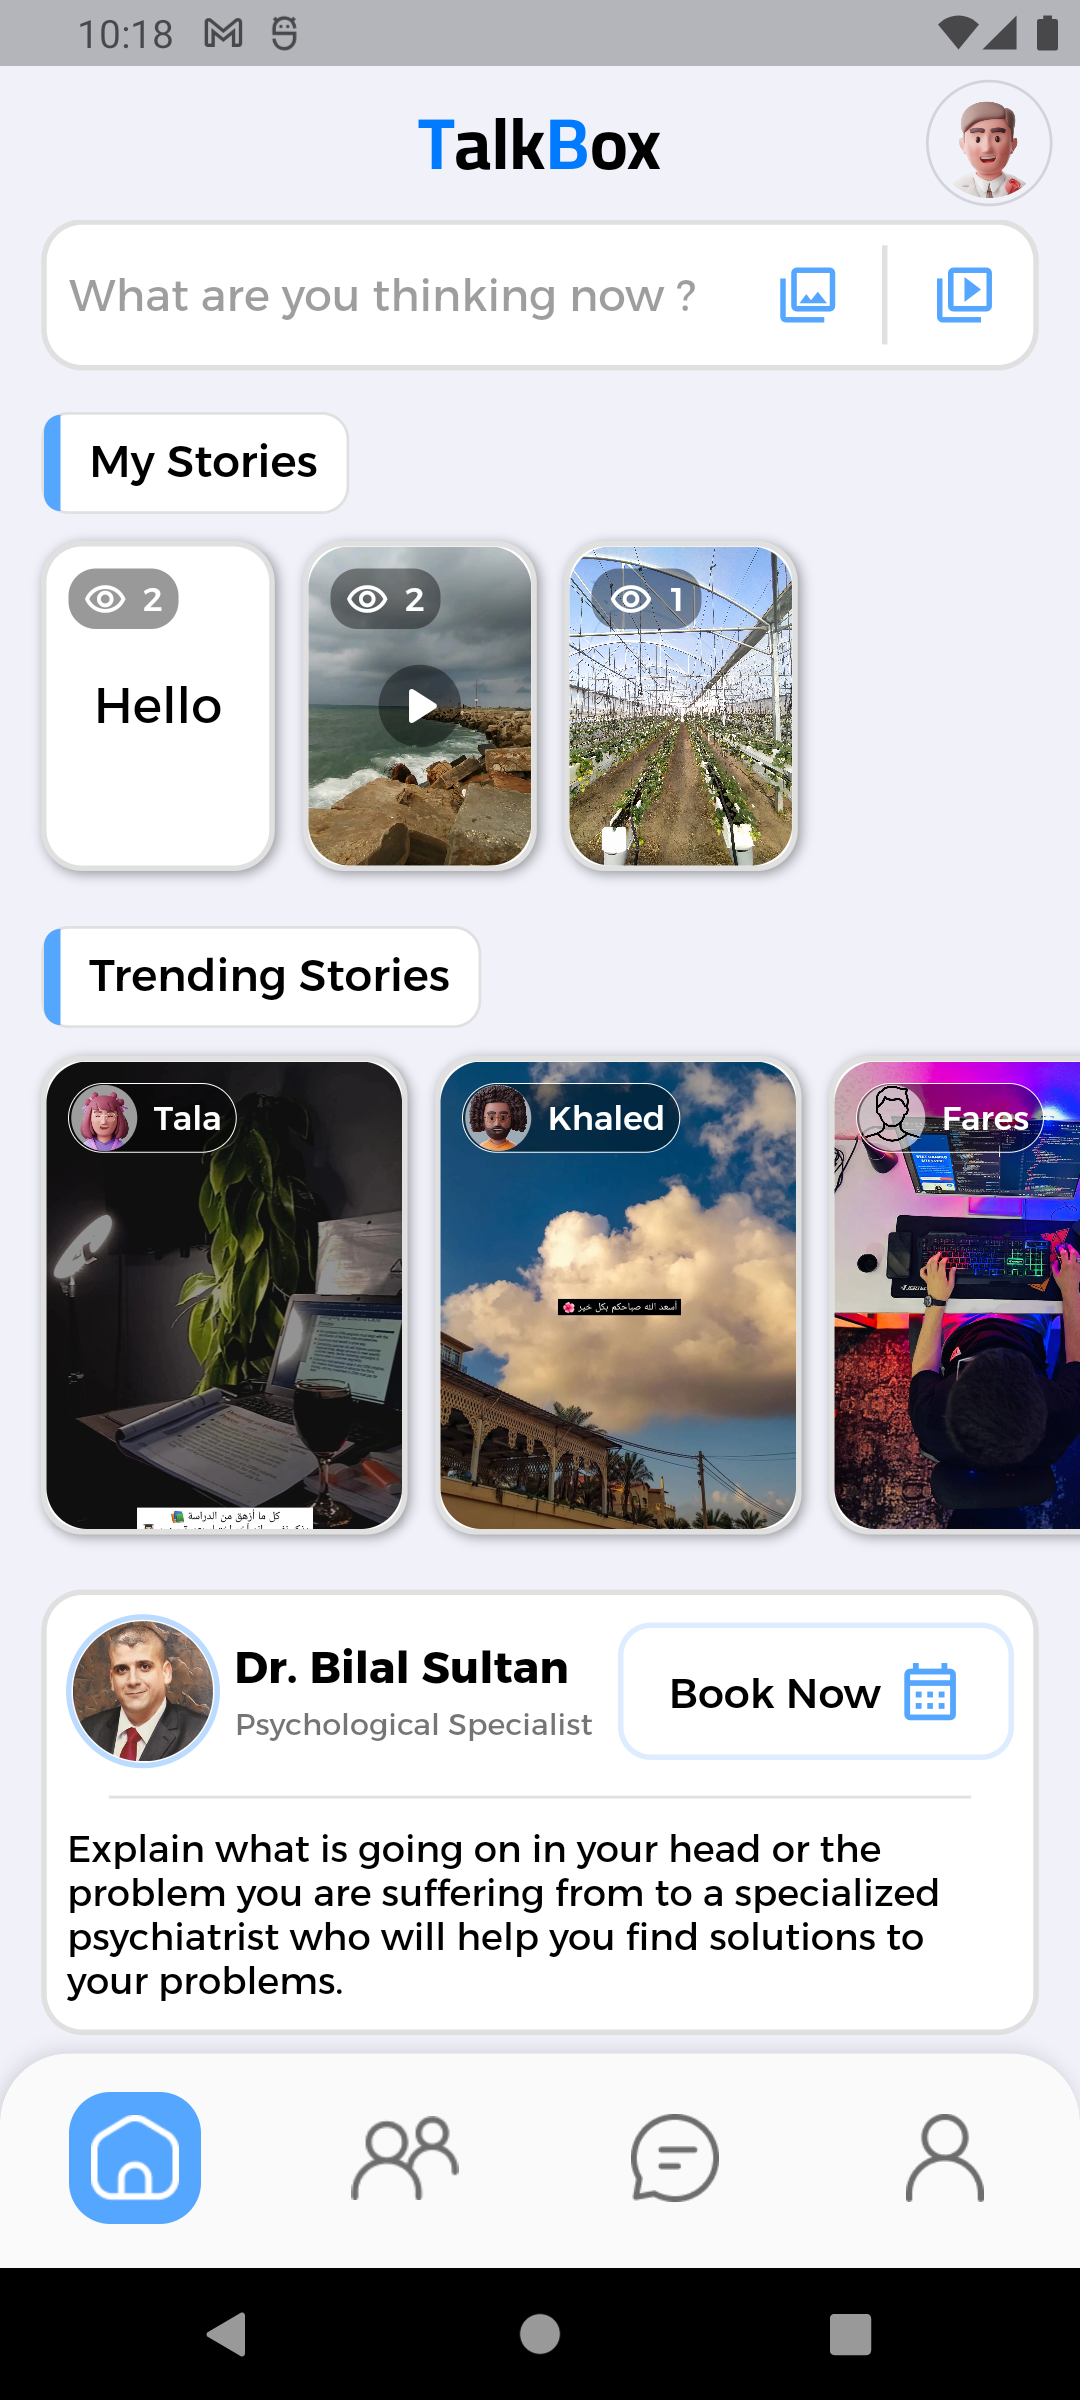 10:18
TalkBox
What are you thinking now ?
My Stories
2
2
1
Hello
Trending Stories
Tala
Khaled
Fares
أسعد الله صباحكم بكل خير 🌸
كل ما أزهق من الدراسة
Dr. Bilal Sultan
Psychological Specialist
Book Now
Explain what is going on in your head or the
problem you are suffering from to a specialized
psychiatrist who will help you find solutions to
your problems.